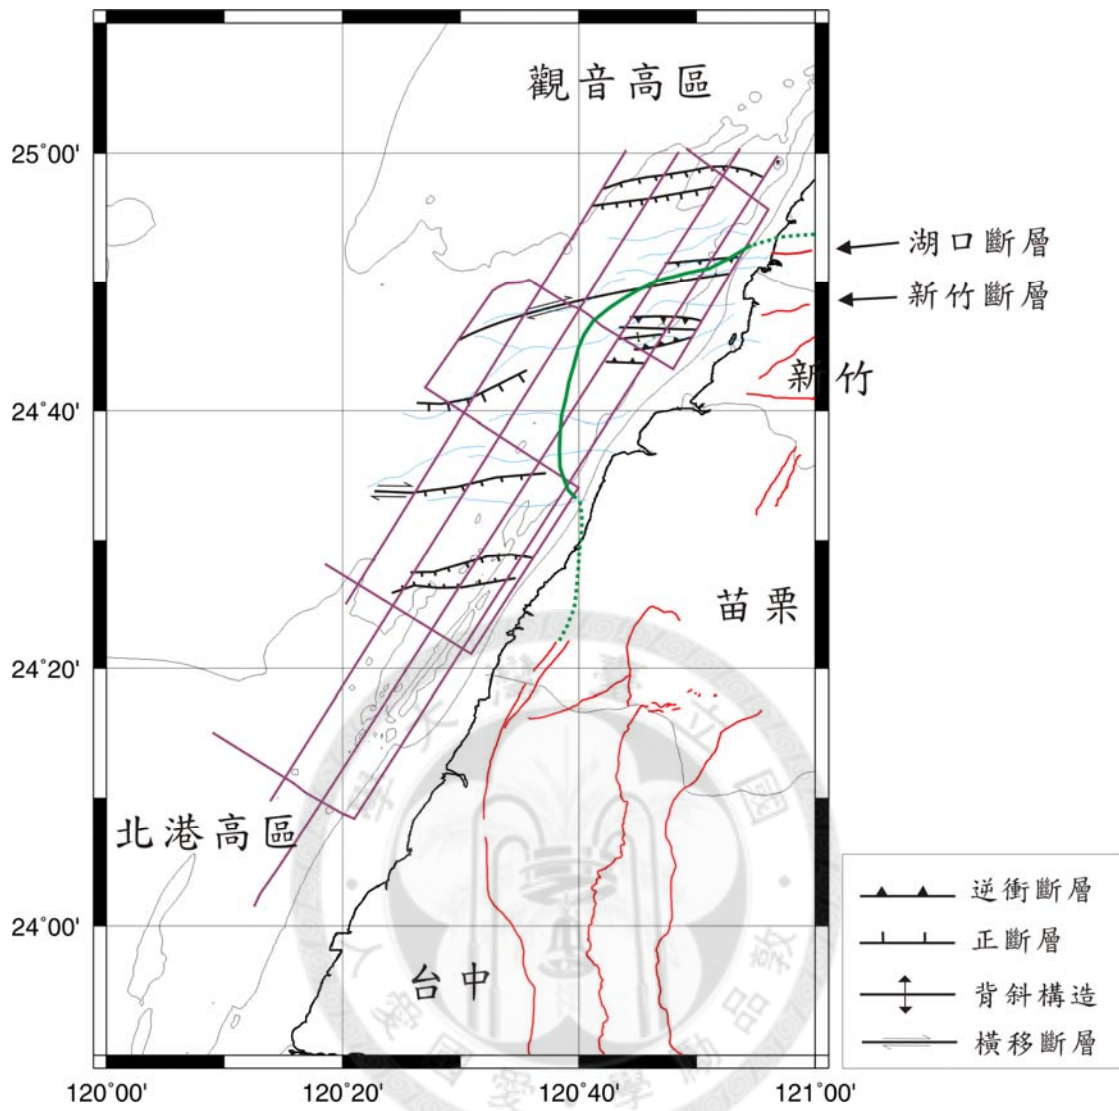 觀音高區
25˚00'
湖口斷層
新竹斷層
新竹
24˚40'
苗栗
24˚20'
北港高區
24˚00'
台中
逆衝斷層
正斷層
背斜構造
橫移斷層
120˚00'
120˚20'
120˚40'
121˚00'